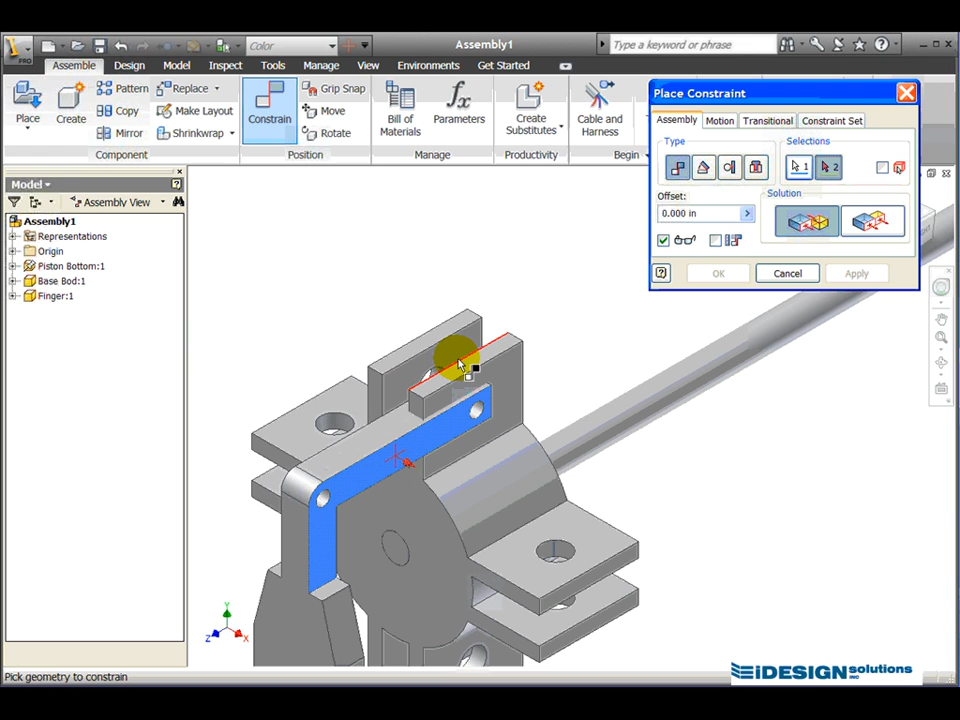 PRO
Color
Assembly1
Type a keyword or phrase
Assemble Design Model Inspect Tools Manage View Environments Get Started
Place
Create
Pattern
Copy
Mirror
Replace
Make Layout
Shrinkwrap
Constraint
Grip Snap
Move
Rotate
Bill of
Materials
Parameters
Create
Substitutes
Cable and
Harness
Component Position Manage Productivity Begin
Place Constraint
Assembly Motion Transitional Constraint Set
Type
Selections
1 2
Offset:
0.000 in
Solution
OK Cancel Apply
Model
Assembly View
Assembly1
Representations
Origin
Piston Bottom:1
Base Bod:1
Finger:1
Y
Z
X
Pick geometry to constrain
iDESIGN solutions
INC